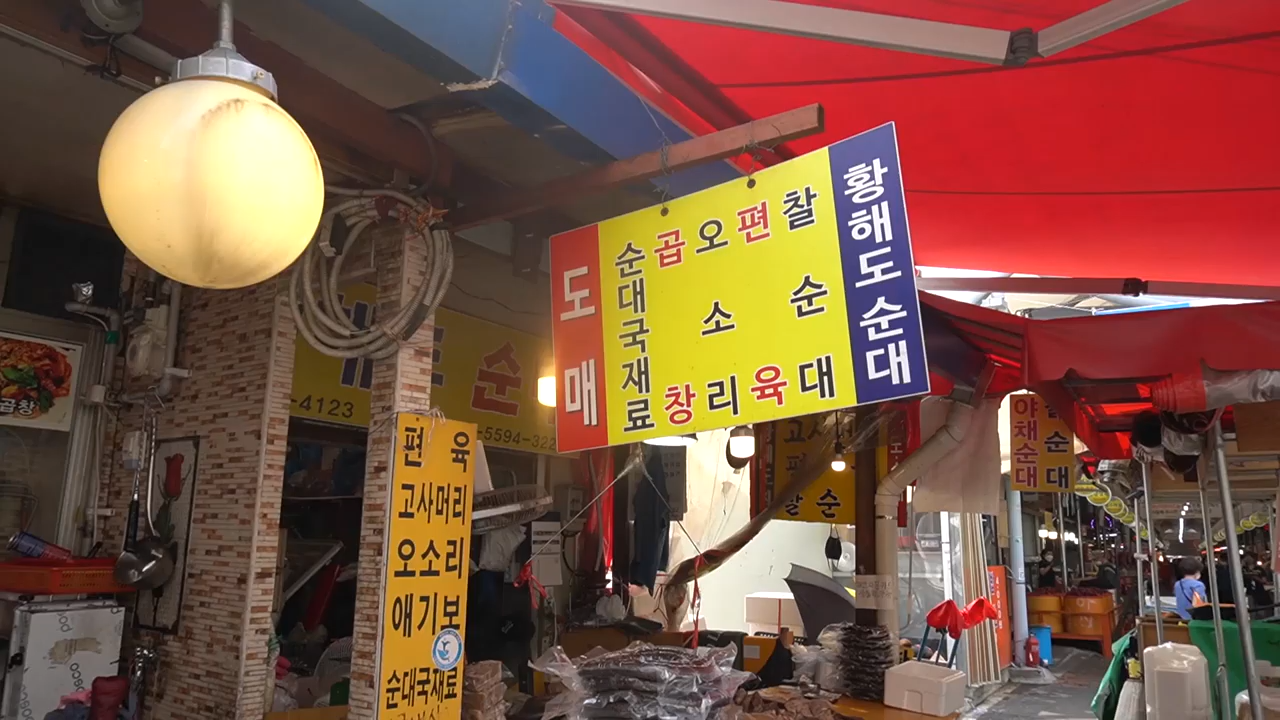 도매
순대국재료
곱창
오소리
편육
찰순대
황해도순대
순
-4123
-5594-322
편육
고사머리
오소리
애기보
순대국재료
야채순대
순대